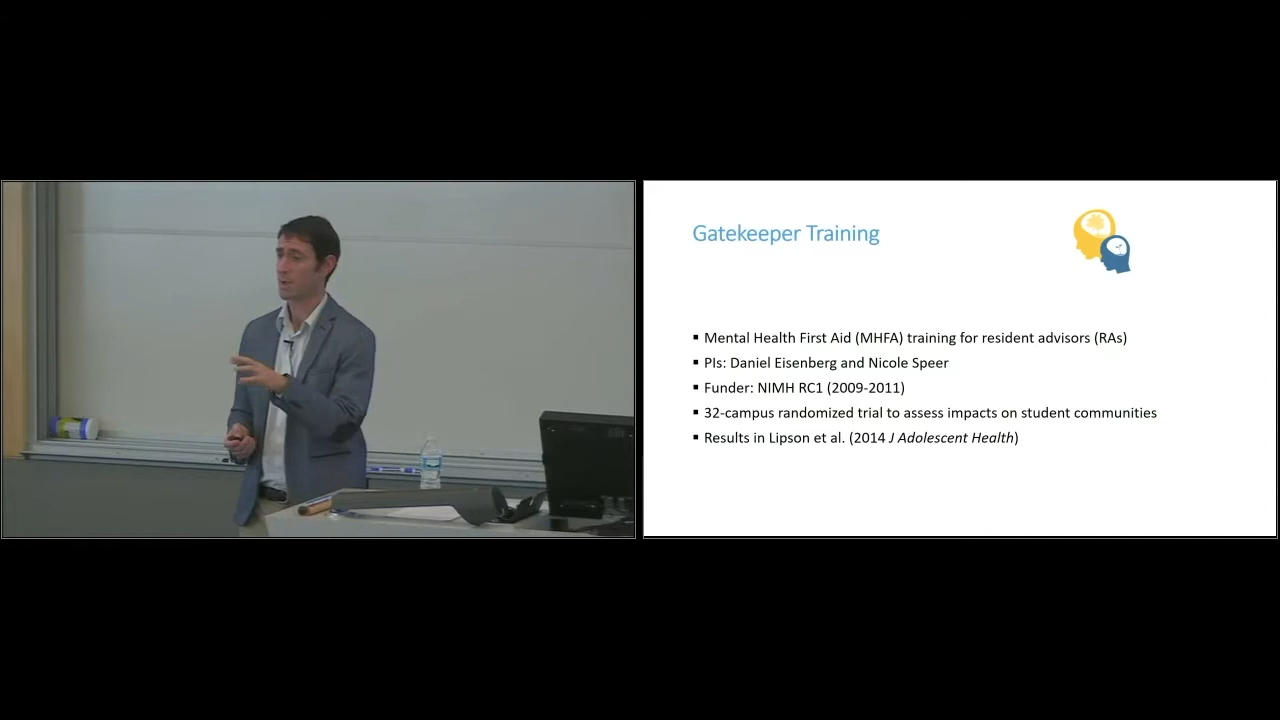 Gatekeeper Training
▪ Mental Health First Aid (MHFA) training for resident advisors (RAs)
▪ PIs: Daniel Eisenberg and Nicole Speer
▪ Funder: NIMH RC1 (2009-2011)
▪ 32-campus randomized trial to assess impacts on student communities
▪ Results in Lipson et al. (2014 J Adolescent Health)